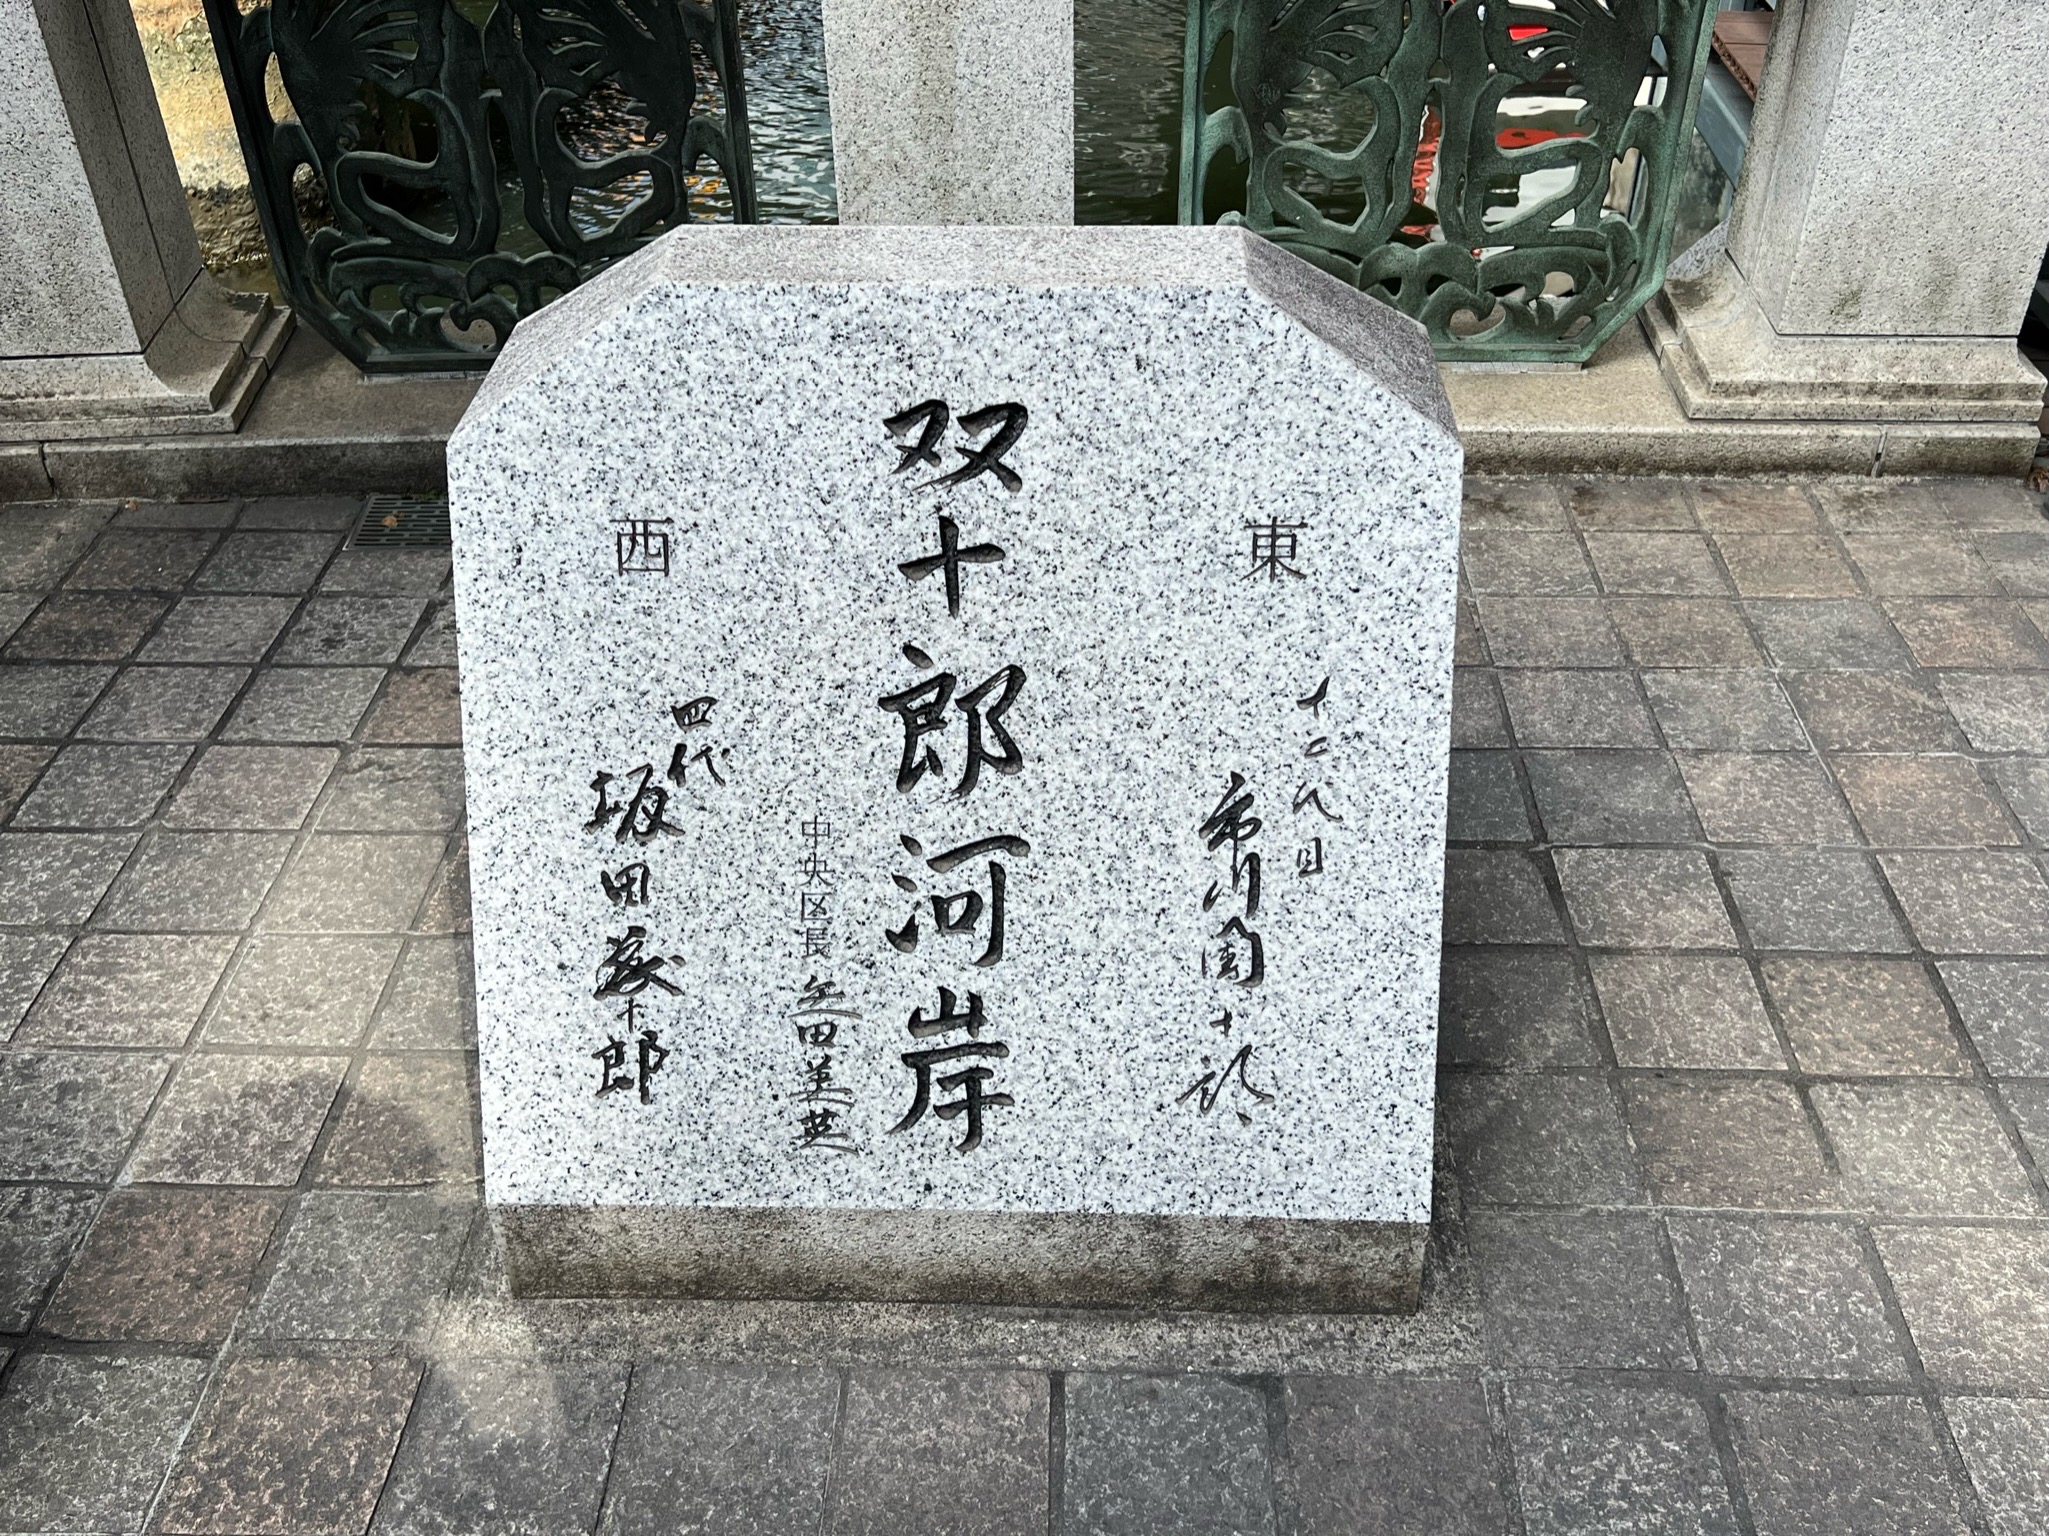 東
十二代目
市川團十郎
双十郎河岸
中央区長 矢田美英
西
四代
坂田藤十郎